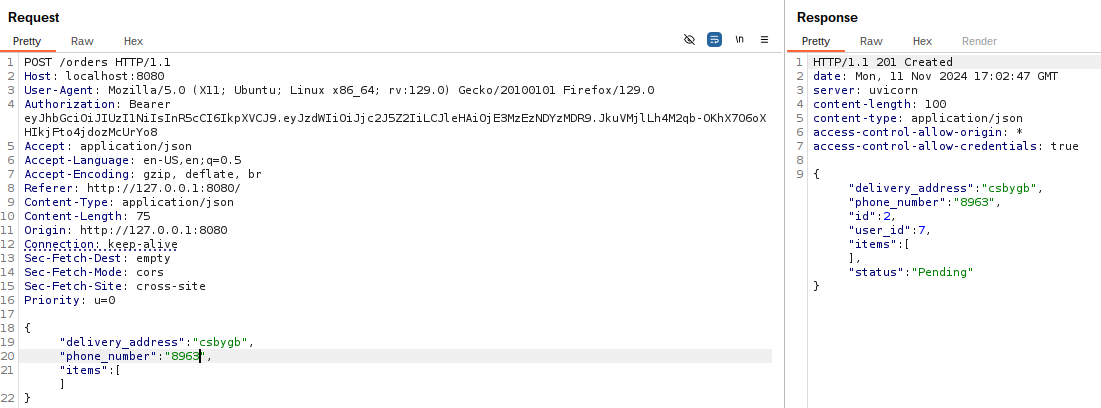 Request
Pretty Raw Hex
\n
1 POST /orders HTTP/1.1
2 Host: localhost:8080
3 User-Agent: Mozilla/5.0 (X11; Ubuntu; Linux x86_64; rv:129.0) Gecko/20100101 Firefox/129.0
4 Authorization: Bearer
eyJhbGciOiJIUzI1NiIsInR5cCI6IkpXVCJ9.eyJzdWIiOiJjc2J5Z2IiLCJleHAiOjE3MzEzNDYzMDR9.JkuVMjlLh4M2qb-OKhX7O6oX
HIkjFto4jdozMcUrYo8
5 Accept: application/json
6 Accept-Language: en-US,en;q=0.5
7 Accept-Encoding: gzip, deflate, br
8 Referer: http://127.0.0.1:8080/
9 Content-Type: application/json
10 Content-Length: 75
11 Origin: http://127.0.0.1:8080
12 Connection: keep-alive
13 Sec-Fetch-Dest: empty
14 Sec-Fetch-Mode: cors
15 Sec-Fetch-Site: cross-site
16 Priority: u=0
17
18 {
19 "delivery_address":"csbygb",
20 "phone_number":"8963",
21 "items":[
]
22 }
Response
Pretty Raw Hex Render
1 HTTP/1.1 201 Created
2 date: Mon, 11 Nov 2024 17:02:47 GMT
3 server: uvicorn
4 content-length: 100
5 content-type: application/json
6 access-control-allow-origin: *
7 access-control-allow-credentials: true
8
9 {
"delivery_address":"csbygb",
"phone_number":"8963",
"id":2,
"user_id":7,
"items":[
],
"status":"Pending"
}